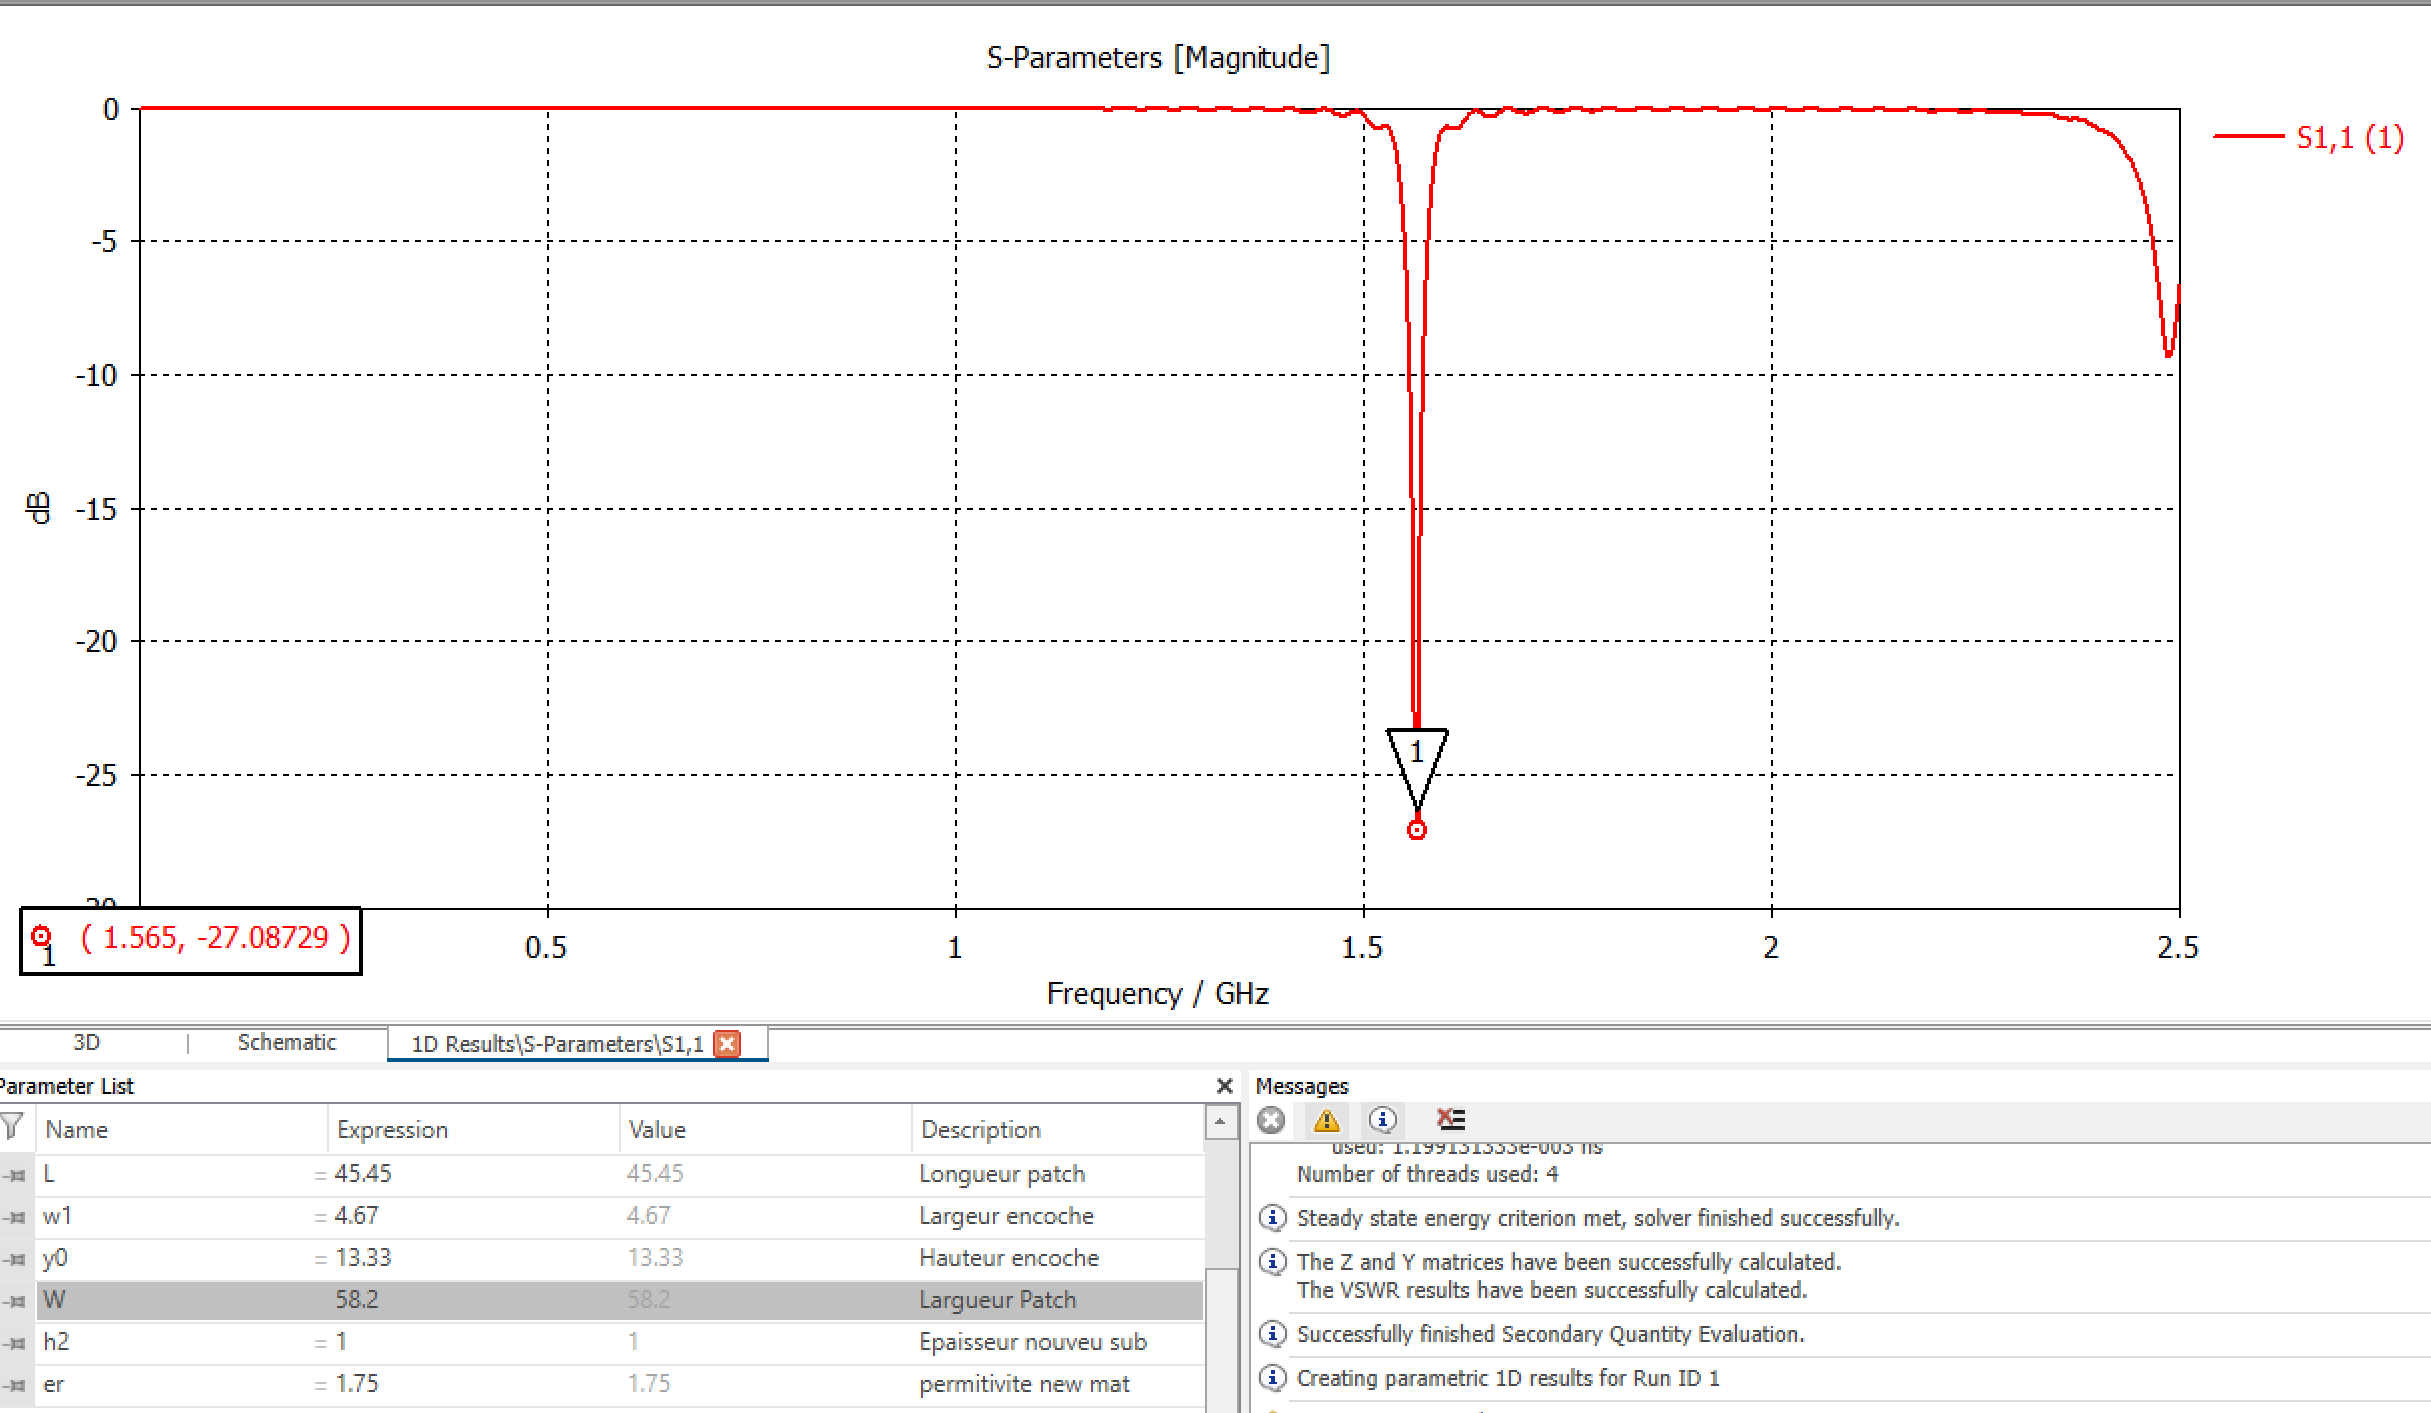 S-Parameters [Magnitude]
0
-5
-10
-15
-20
-25
dB
S1,1 (1)
1
1 ( 1.565, -27.08729 )
0.5 1 1.5 2 2.5
Frequency / GHz
3D | Schematic 1D Results\S-Parameters\S1,1
Parameter List
Name Expression Value Description
L = 45.45 45.45 Longueur patch
w1 = 4.67 4.67 Largeur encoche
y0 = 13.33 13.33 Hauteur encoche
W 58.2 58.2 Largueur Patch
h2 = 1 1 Epaisseur nouveu sub
er = 1.75 1.75 permitivite new mat
Messages
used: 1.199131333e-003 ns
Number of threads used: 4
Steady state energy criterion met, solver finished successfully.
The Z and Y matrices have been successfully calculated.
The VSWR results have been successfully calculated.
Successfully finished Secondary Quantity Evaluation.
Creating parametric 1D results for Run ID 1